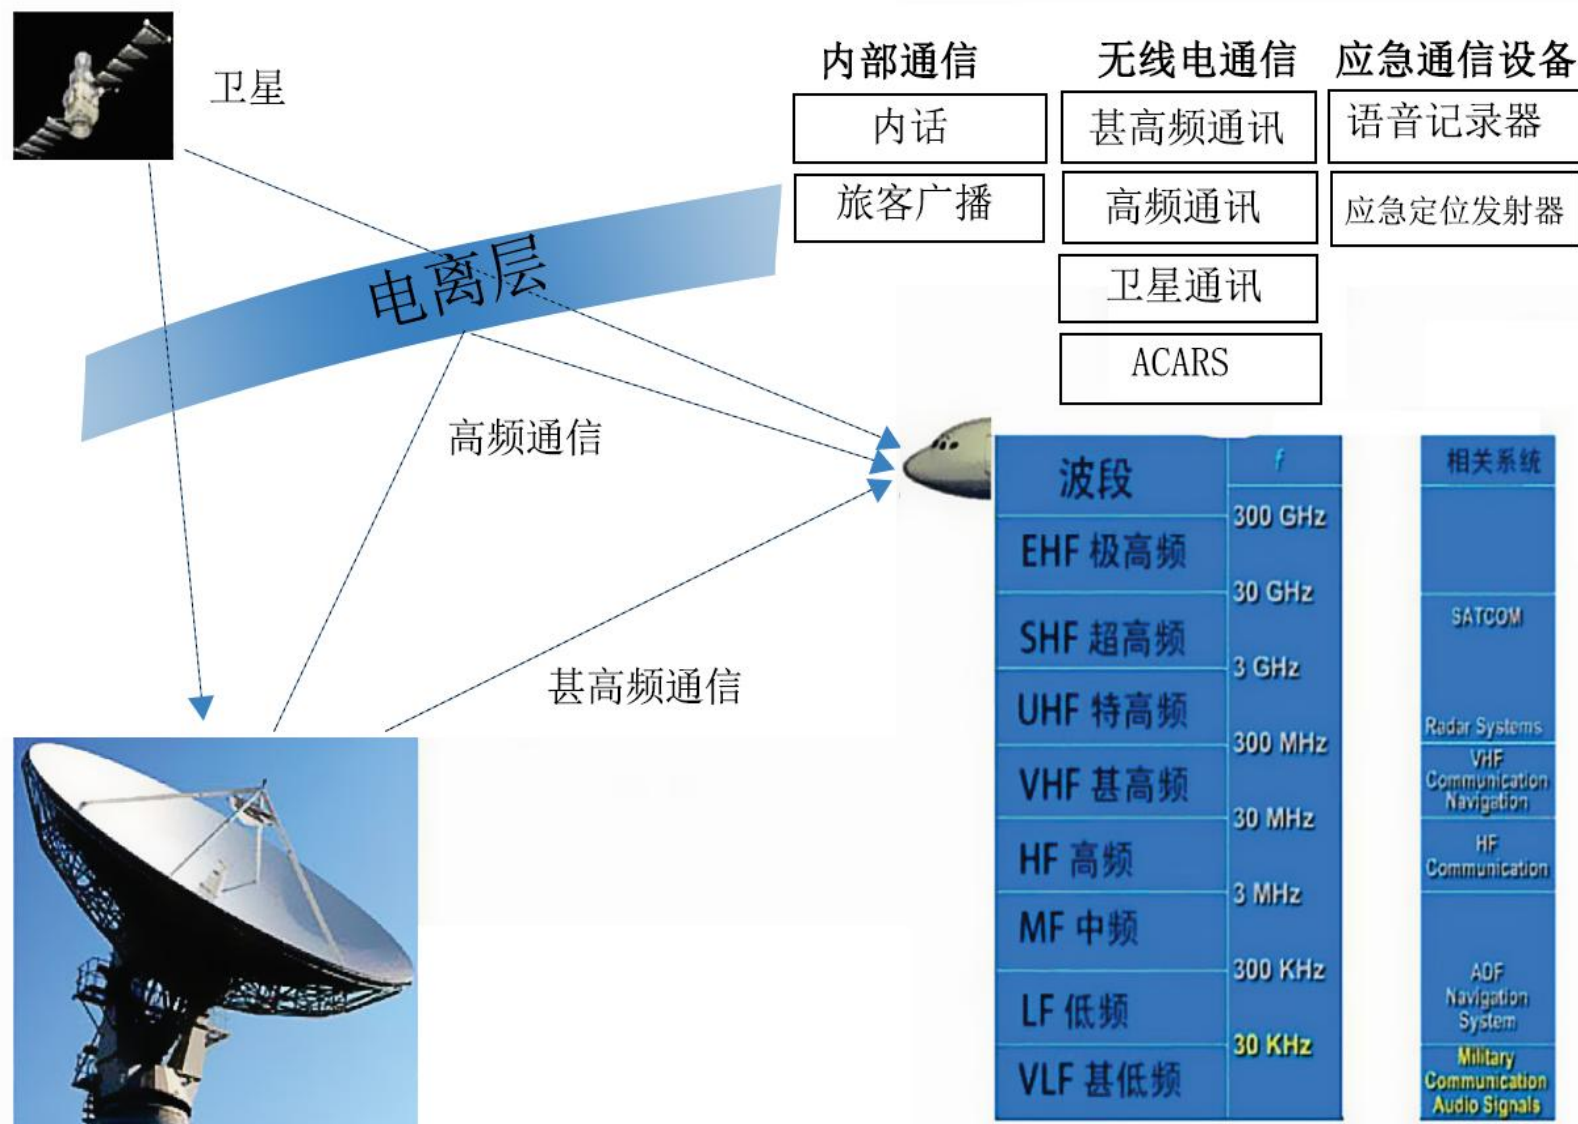 卫星
电离层
高频通信
甚高频通信
内部通信
内话
旅客广播
无线电通信
甚高频通讯
高频通讯
卫星通讯
ACARS
应急通信设备
语音记录器
应急定位发射器
波段
EHF 极高频
SHF 超高频
UHF 特高频
VHF 甚高频
HF 高频
MF 中频
LF 低频
VLF 甚低频
f
300 GHz
30 GHz
3 GHz
300 MHz
30 MHz
3 MHz
300 KHz
30 KHz
相关系统
SATCOM
Radar Systems
VHF
Communication
Navigation
HF
Communication
ADF
Navigation
System
Military
Communication
Audio Signals